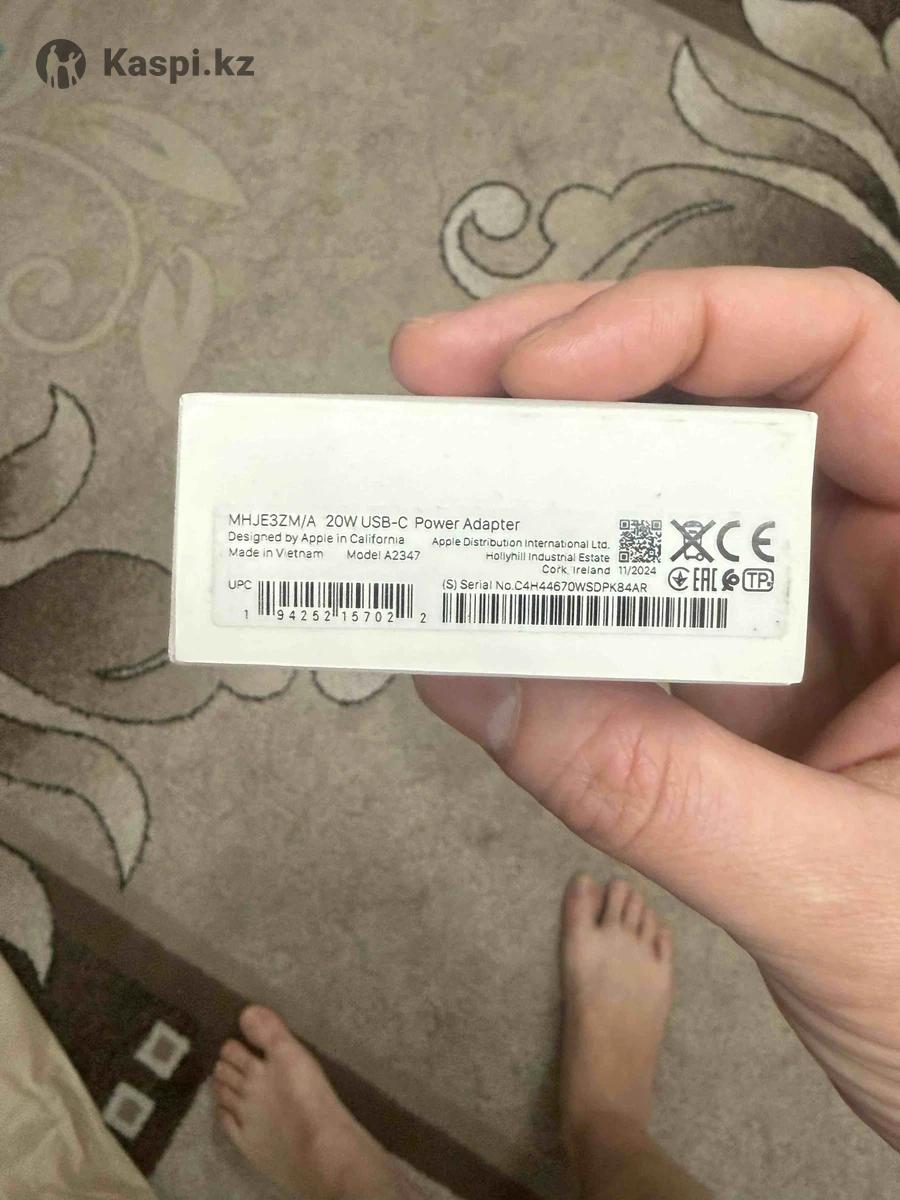 Kaspi.kz
MHJE3ZM/A 20W USB-C Power Adapter
Designed by Apple in California
Made in Vietnam Model A2347
Apple Distribution International Ltd.
Hollyhill Industrial Estate
Cork, Ireland 11/2024
CE
EAC
TP
UPC
1 94252 15702 2
(S) Serial No.C4H44670WSDPK84AR